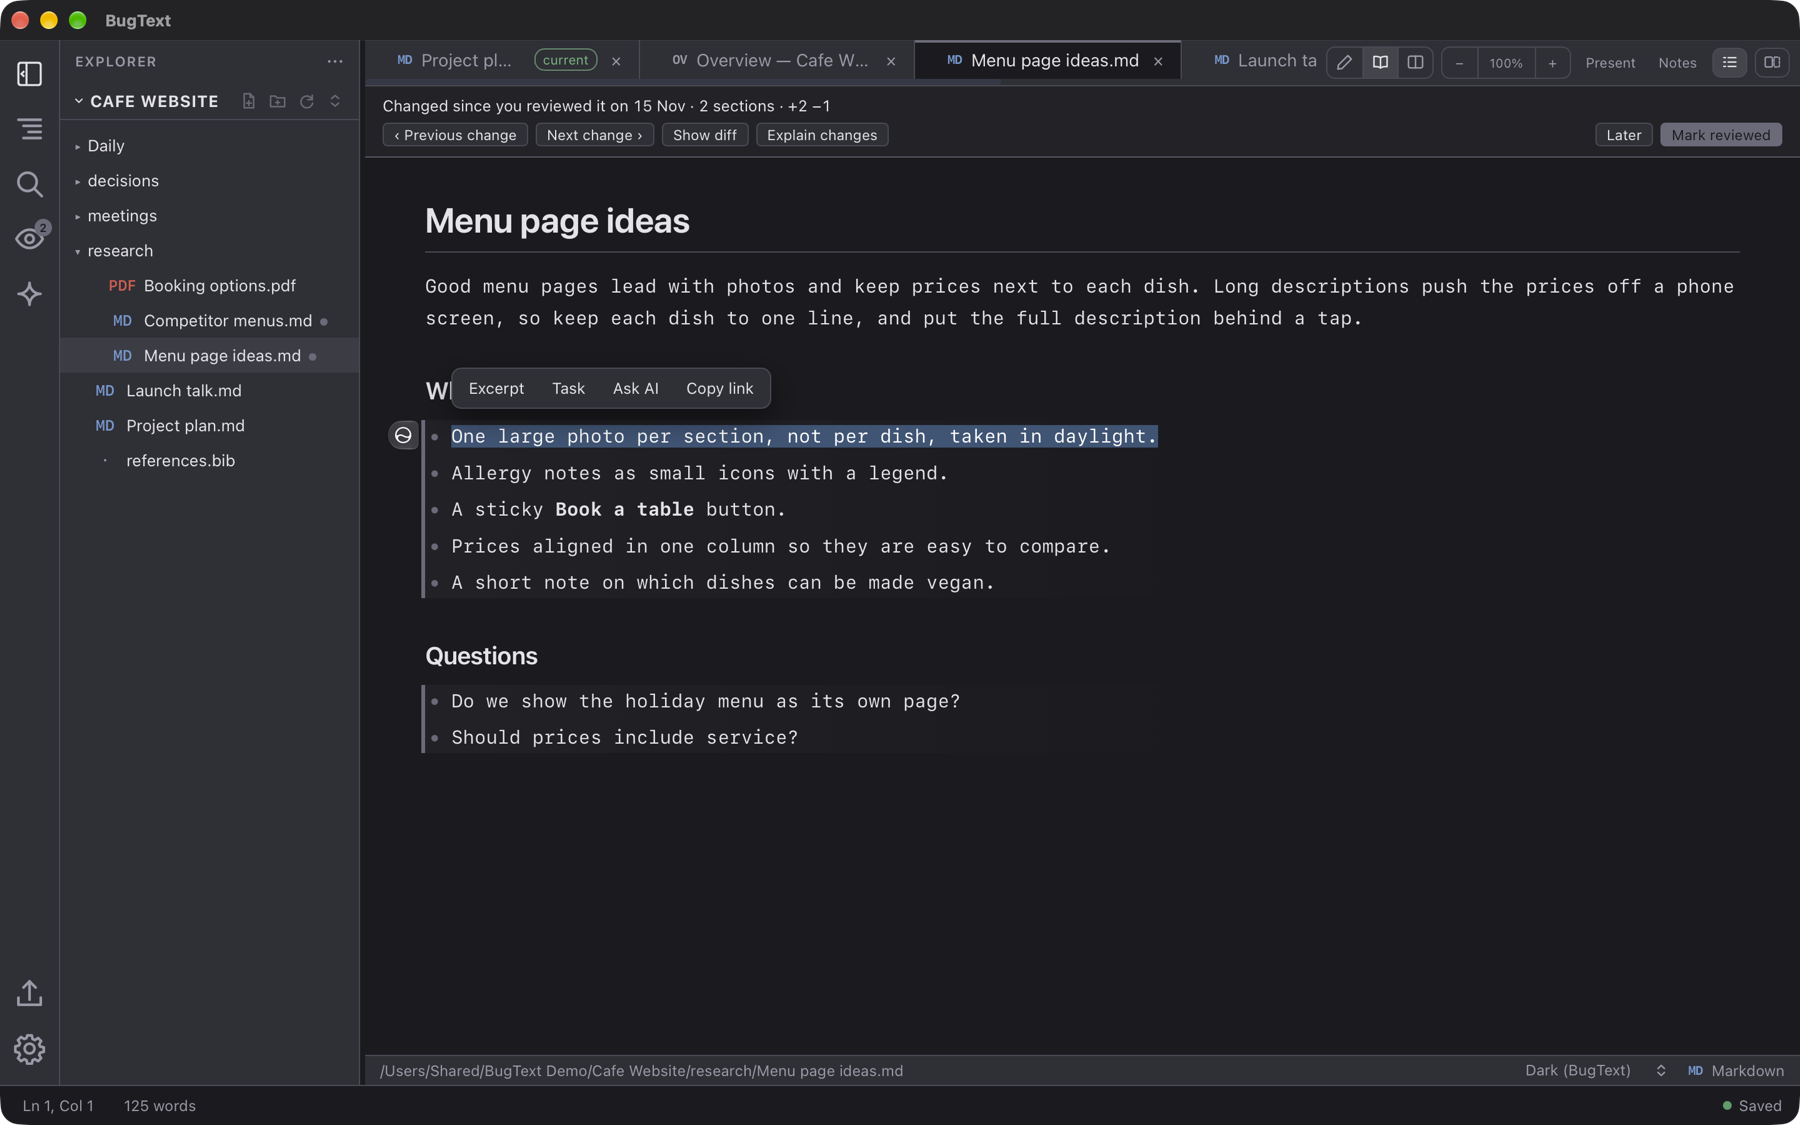 BugText
EXPLORER
CAFE WEBSITE
Daily
decisions
meetings
research
PDF Booking options.pdf
MD Competitor menus.md
MD Menu page ideas.md
MD Launch talk.md
MD Project plan.md
references.bib
2
MD Project pl... current ×
OV Overview — Cafe W... ×
MD Menu page ideas.md ×
MD Launch ta
− 100% +
Present
Notes
Changed since you reviewed it on 15 Nov · 2 sections · +2 −1
‹ Previous change
Next change ›
Show diff
Explain changes
Later
Mark reviewed
Menu page ideas
Good menu pages lead with photos and keep prices next to each dish. Long descriptions push the prices off a phone
screen, so keep each dish to one line, and put the full description behind a tap.
Excerpt Task Ask AI Copy link
One large photo per section, not per dish, taken in daylight.
Allergy notes as small icons with a legend.
A sticky Book a table button.
Prices aligned in one column so they are easy to compare.
A short note on which dishes can be made vegan.
Questions
Do we show the holiday menu as its own page?
Should prices include service?
/Users/Shared/BugText Demo/Cafe Website/research/Menu page ideas.md
Dark (BugText)
MD Markdown
Ln 1, Col 1
125 words
Saved